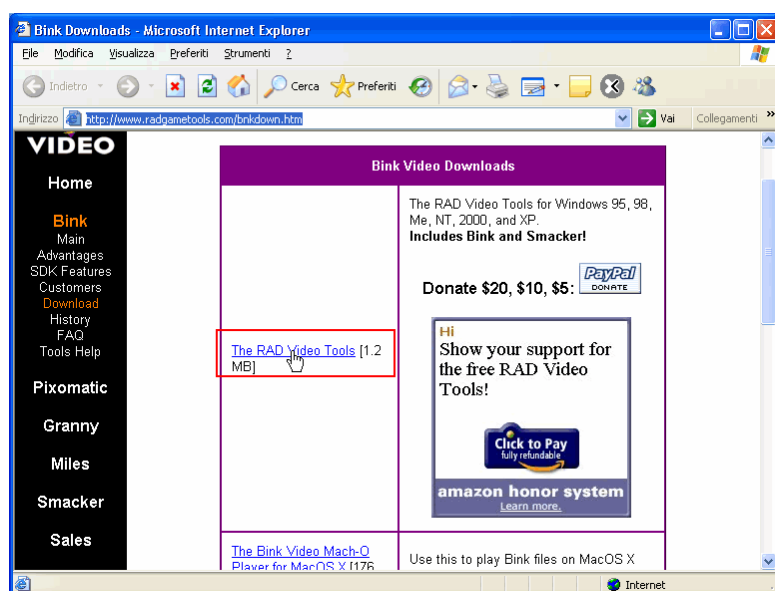 Bink Downloads - Microsoft Internet Explorer
File Modifica Visualizza Preferiti Strumenti ?
Indietro Cerca Preferiti
Indirizzo http://www.radgametools.com/bnkdown.htm Vai Collegamenti »
VIDEO
Home
Bink
Main
Advantages
SDK Features
Customers
Download
History
FAQ
Tools Help
Pixomatic
Granny
Miles
Smacker
Sales
Bink Video Downloads
The RAD Video Tools [1.2
MB]
The RAD Video Tools for Windows 95, 98,
Me, NT, 2000, and XP.
Includes Bink and Smacker!
Donate $20, $10, $5: PayPal
DONATE
Hi
Show your support for
the free RAD Video
Tools!
Click to Pay
fully refundable
amazon honor system
Learn more.
The Bink Video Mach-O
Player for MacOS X [176
Use this to play Bink files on MacOS X
Internet